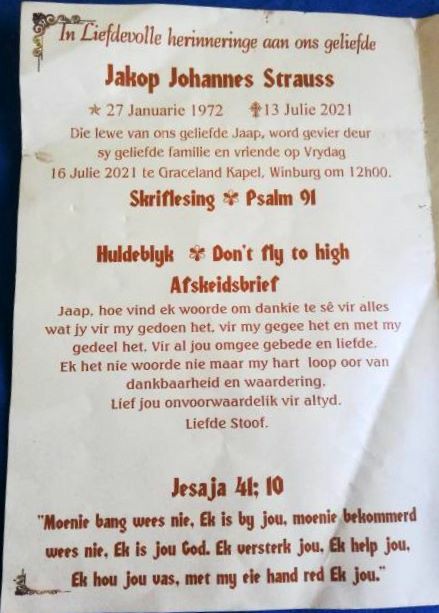 In Liefdevolle herinneringe aan ons geliefde
Jakop Johannes Strauss
27 Januarie 1972 13 Julie 2021
Die lewe van ons geliefde Jaap, word gevier deur
sy geliefde familie en vriende op Vrydag
16 Julie 2021 te Graceland Kapel, Winburg om 12h00.
Skriflesing Psalm 91
Huldeblyk Don't fly to high
Afskeidsbrief
Jaap, hoe vind ek woorde om dankie te sê vir alles
wat jy vir my gedoen het, vir my gegee het en met my
gedeel het. Vir al jou omgee gebede en liefde.
Ek het nie woorde nie maar my hart loop oor van
dankbaarheid en waardering.
Lief jou onvoorwaardelik vir altyd.
Liefde Stoof.
Jesaja 41; 10
"Moenie bang wees nie, Ek is by jou, moenie bekommerd
wees nie, Ek is jou God. Ek versterk jou, Ek help jou,
Ek hou jou vas, met my eie hand red Ek jou."